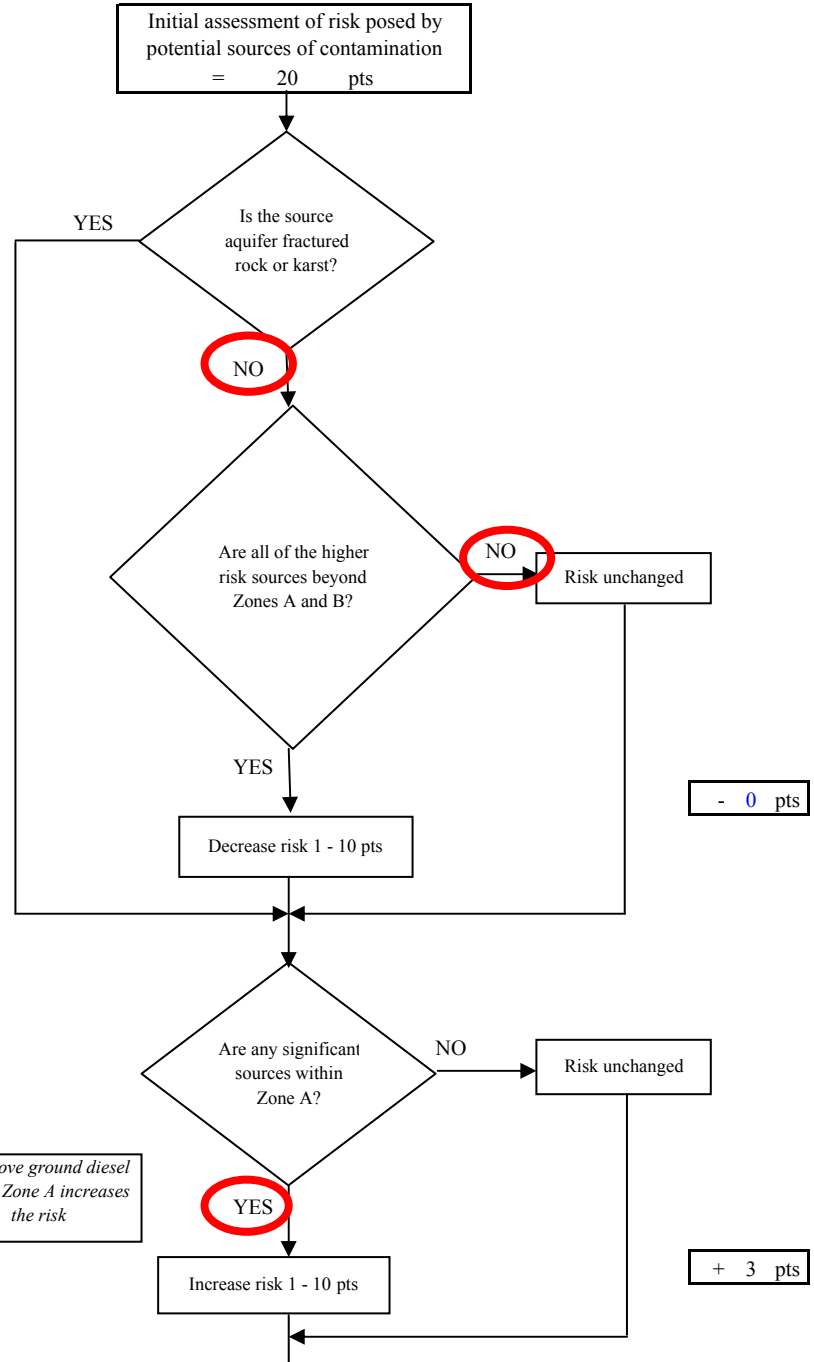 Initial assessment of risk posed by
potential sources of contamination
= 20 pts
YES
Is the source
aquifer fractured
rock or karst?
NO
Are all of the higher
risk sources beyond
Zones A and B?
NO
Risk unchanged
YES
- 0 pts
Decrease risk 1 - 10 pts
Are any significant
sources within
Zone A?
NO
Risk unchanged
ground diesel
Zone A increases
the risk
YES
+ 3 pts
Increase risk 1 - 10 pts